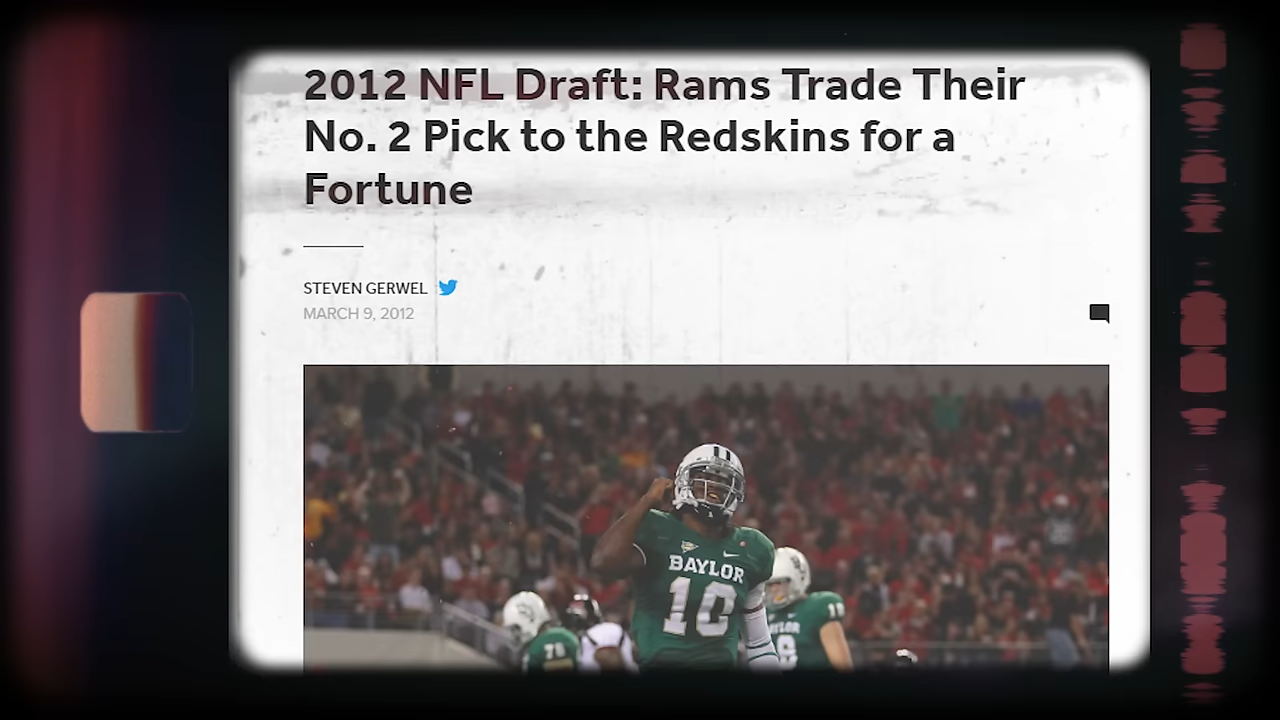 2012 NFL Draft: Rams Trade Their
No. 2 Pick to the Redskins for a
Fortune
STEVEN GERWEL
MARCH 9, 2012
BAYLOR
10
78